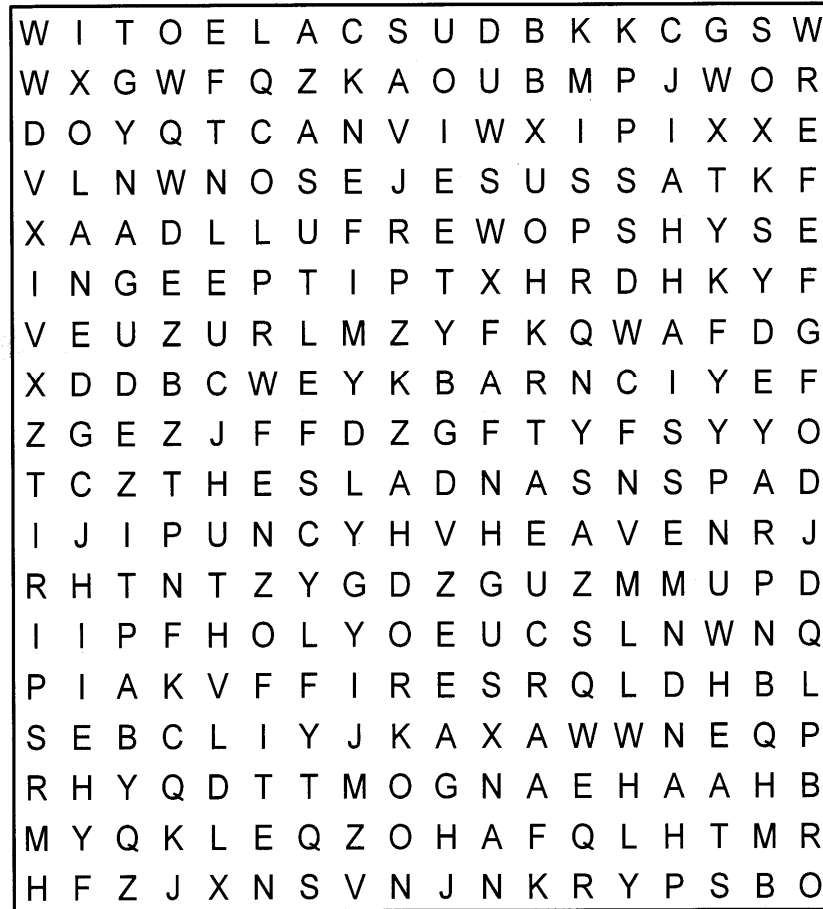 W I T O E L A C S U D B K K C G S W
W X G W F Q Z K A O U B M P J W O R
D O Y Q T C A N V I W X I P I X X E
V L N W N O S E J E S U S S A T K F
X A A D L L U F R E W O P S H Y S E
I N G E E P T I P T X H R D H K Y F
V E U Z U R L M Z Y F K Q W A F D G
X D D B C W E Y K B A R N C I Y E F
Z G E Z J F F D Z G F T Y F S Y Y O
T C Z T H E S L A D N A S N S P A D
I J I P U N C Y H V H E A V E N R J
R H T N T Z Y G D Z G U Z M M U P D
I I P F H O L Y O E U C S L N W N Q
P I A K V F F I R E S R Q L D H B L
S E B C L I Y J K A X A W W N E Q P
R H Y Q D T T M O G N A E H A A H B
M Y Q K L E Q Z O H A F Q L H T M R
H F Z J X N S V N J N K R Y P S B O